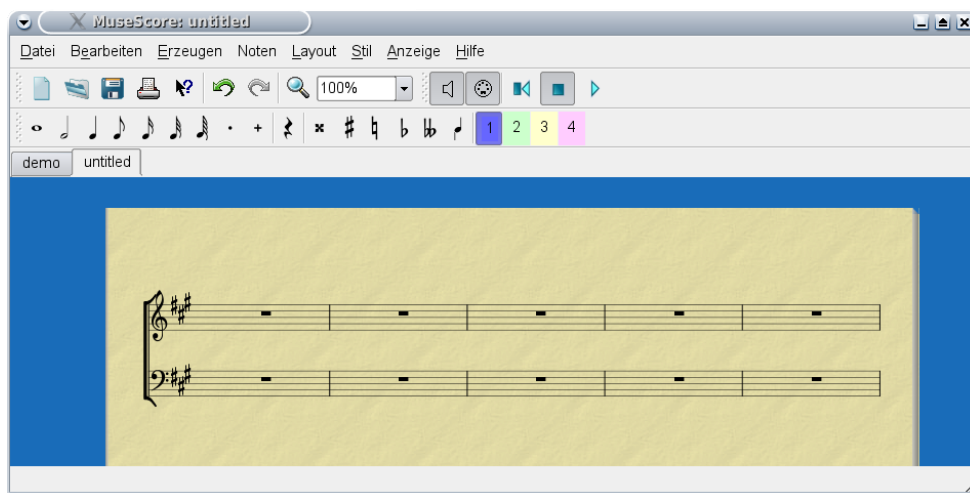 MuseScore: untitled
Datei Bearbeiten Erzeugen Noten Layout Stil Anzeige Hilfe
100%
1 2 3 4
demo untitled